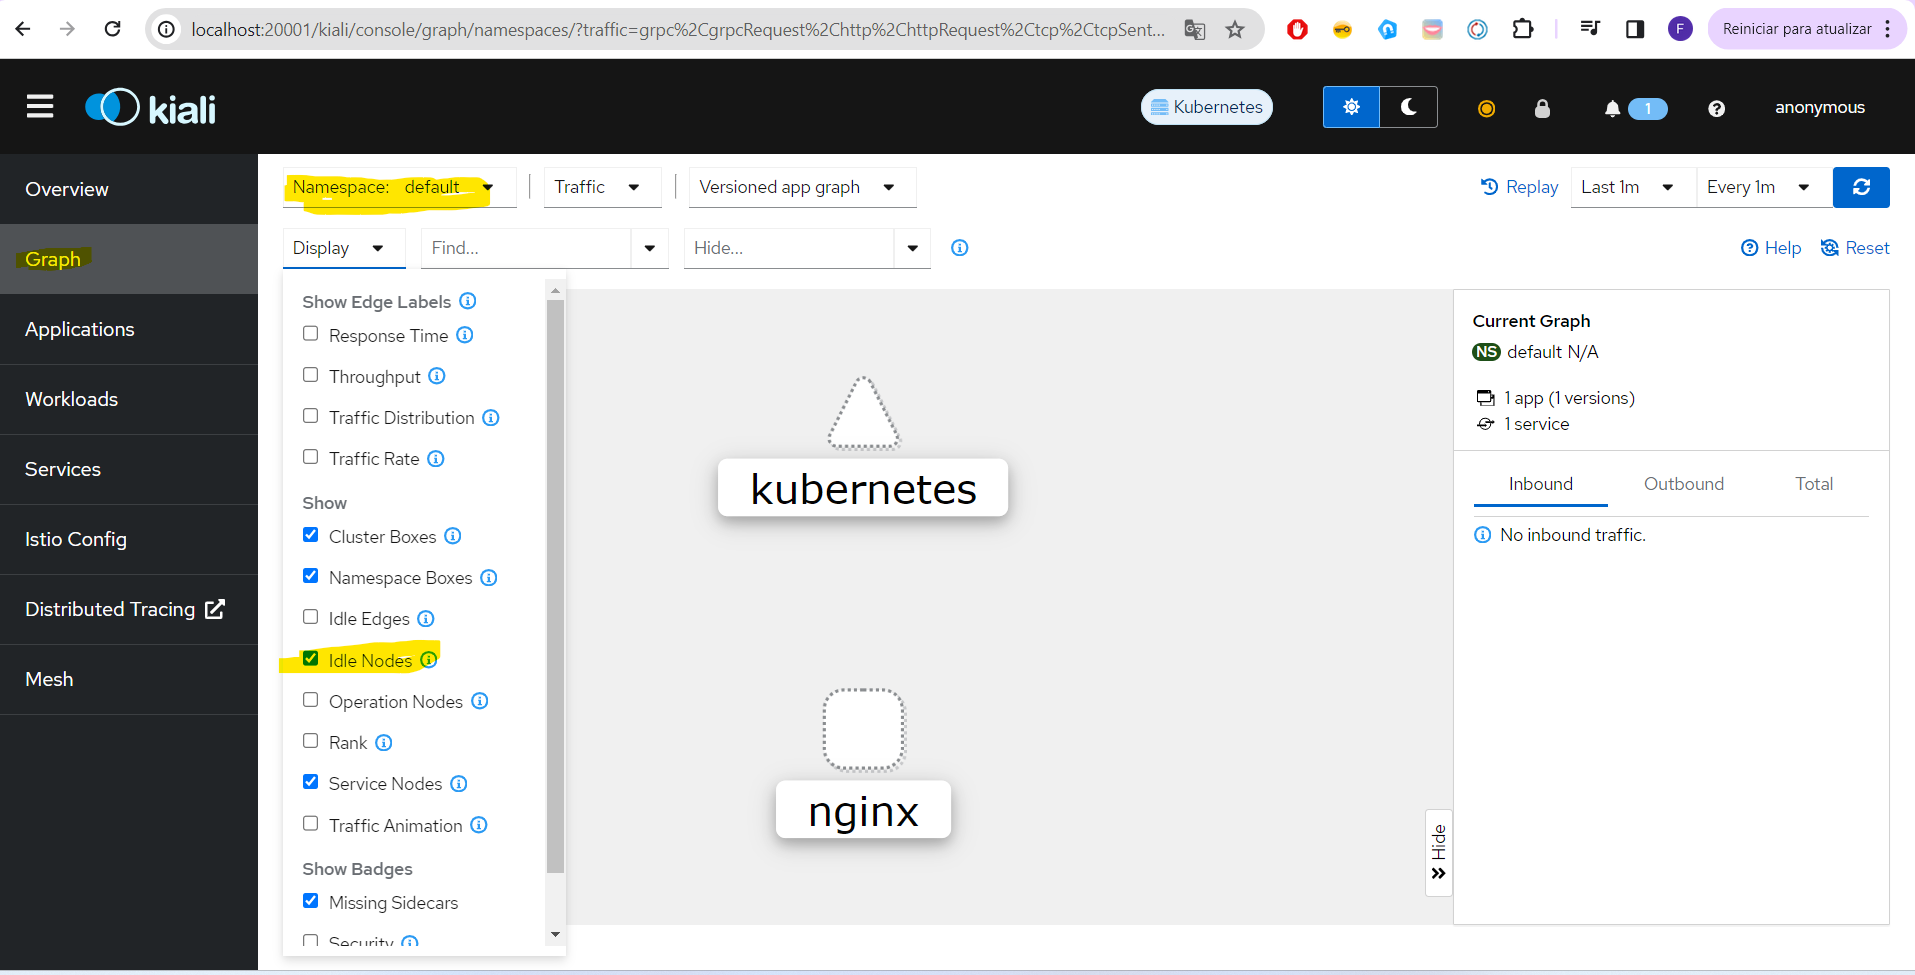 localhost:20001/kiali/console/graph/namespaces/?traffic=grpc%2CgrpcRequest%2Chttp%2ChttpRequest%2Ctcp%2CtcpSent...
F
Reiniciar para atualizar
kiali
Kubernetes
1
anonymous
Overview
Graph
Applications
Workloads
Services
Istio Config
Distributed Tracing
Mesh
Namespace: default
Traffic
Versioned app graph
Replay
Last 1m
Every 1m
Display
Find...
Hide...
Help
Reset
Show Edge Labels
Response Time
Throughput
Traffic Distribution
Traffic Rate
Show
Cluster Boxes
Namespace Boxes
Idle Edges
Idle Nodes
Operation Nodes
Rank
Service Nodes
Traffic Animation
Show Badges
Missing Sidecars
Security
kubernetes
nginx
Hide
Current Graph
NS default N/A
1 app (1 versions)
1 service
Inbound Outbound Total
No inbound traffic.